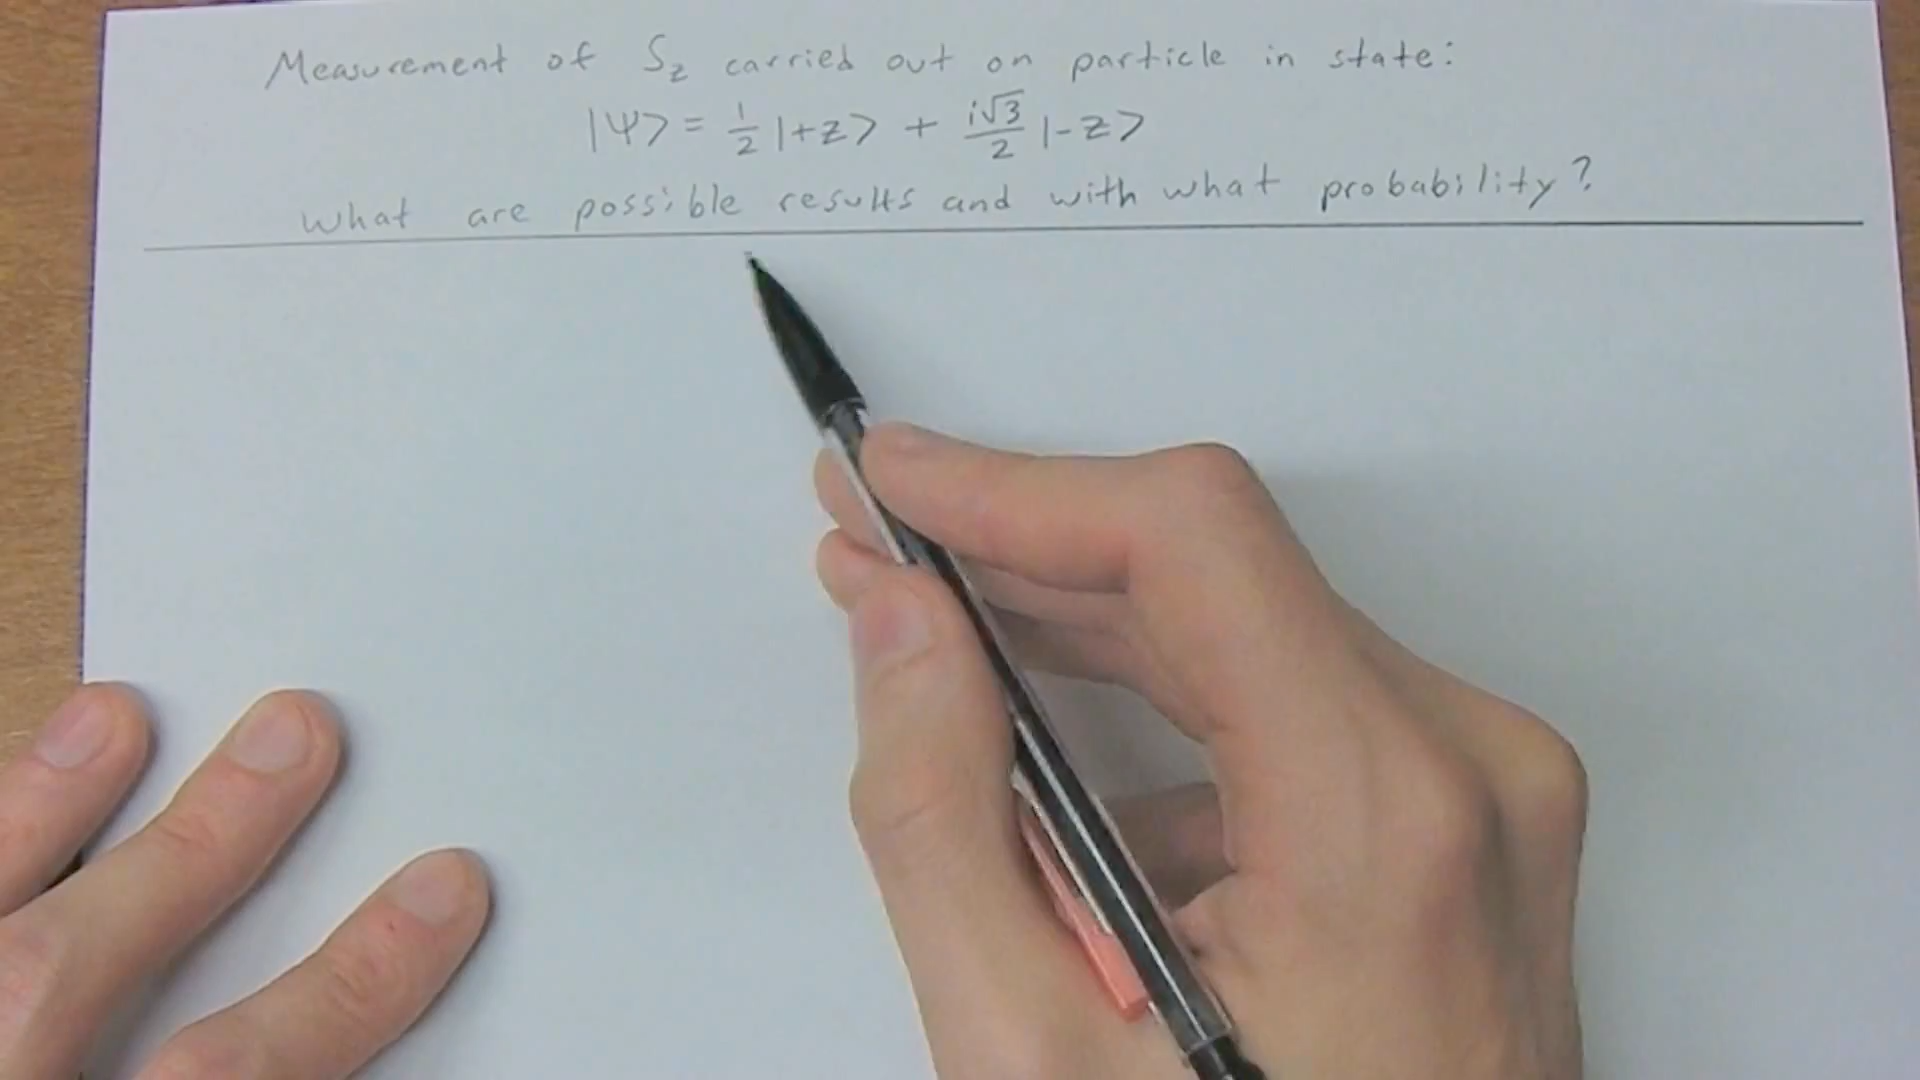 Measurement of S_z carried out on particle in state:
|Ψ> = 1/2 |+z> + i√3/2 |-z>
What are possible results and with what probability?